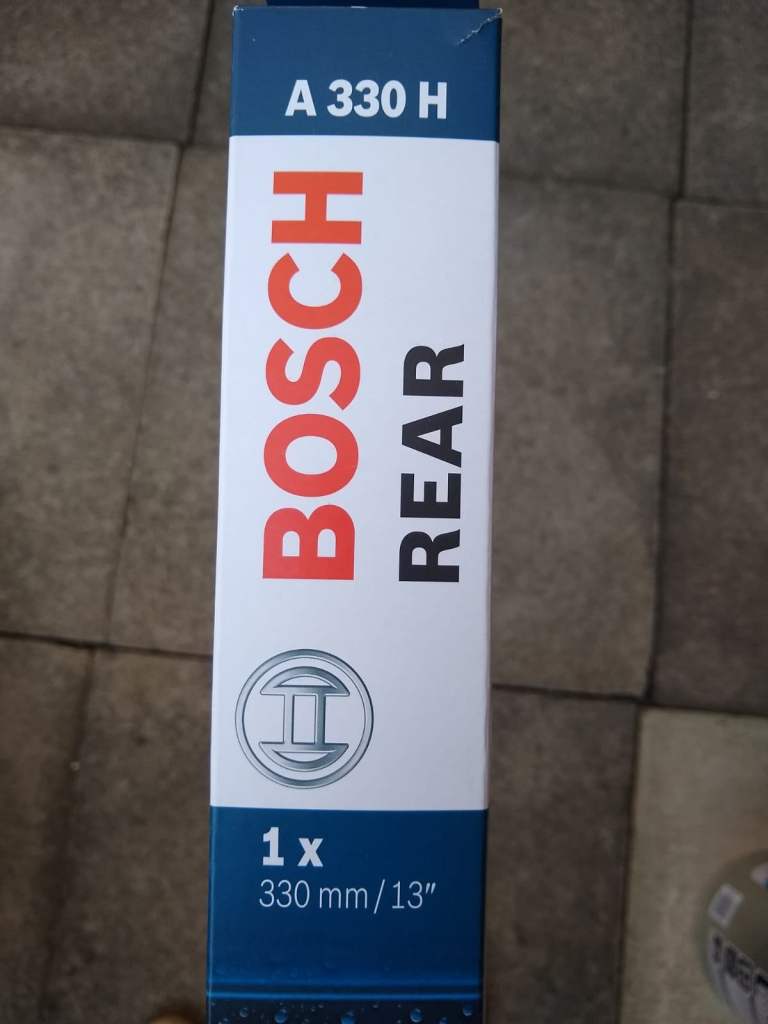 A 330 H
BOSCH
REAR
1 x
330 mm / 13"